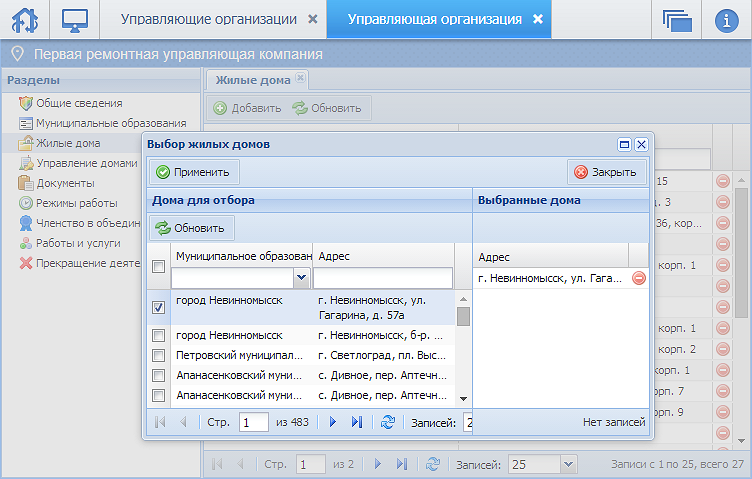 Управляющие организации
Управляющая организация
Первая ремонтная управляющая компания
Разделы
Общие сведения
Муниципальные образования
Жилые дома
Управление домами
Документы
Режимы работы
Членство в объедин
Работы и услуги
Прекращение деяте
Жилые дома
Добавить
Обновить
15
д. 3
36, кор...
корп. 1
корп. 1
корп. 2
корп. 1
корп. 7
корп. 9
Стр. 1 из 2
Записей: 25
Записи с 1 по 25, всего 27
Выбор жилых домов
Применить
Закрыть
Дома для отбора
Выбранные дома
Обновить
Муниципальное образован
Адрес
Адрес
г. Невинномысск, ул. Гага...
город Невинномысск
г. Невинномысск, ул.
Гагарина, д. 57а
город Невинномысск
г. Невинномысск, б-р. ...
Петровский муниципал...
г. Светлоград, пл. Выс...
Апанасенковский муни...
с. Дивное, пер. Аптечн...
Апанасенковский муни...
с. Дивное, пер. Аптечн...
Стр. 1 из 483
Записей: 2
Нет записей